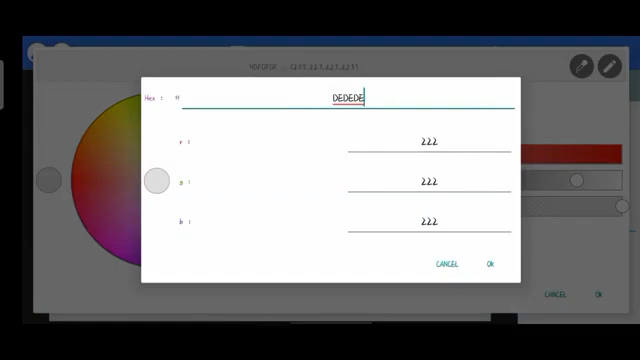 Hex : # DEDEDE
r : 222
g : 222
b : 222
CANCEL Ok
CANCEL Ok